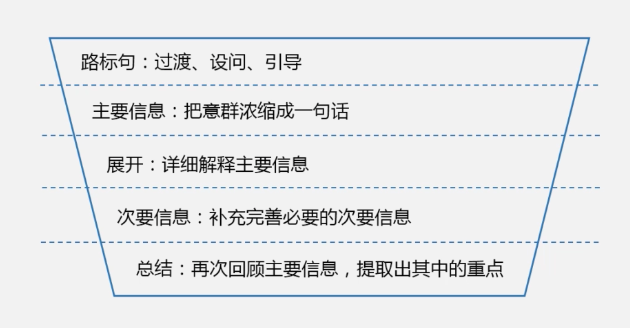 路标句：过渡、设问、引导
主要信息：把意群浓缩成一句话
展开：详细解释主要信息
次要信息：补充完善必要的次要信息
总结：再次回顾主要信息，提取出其中的重点